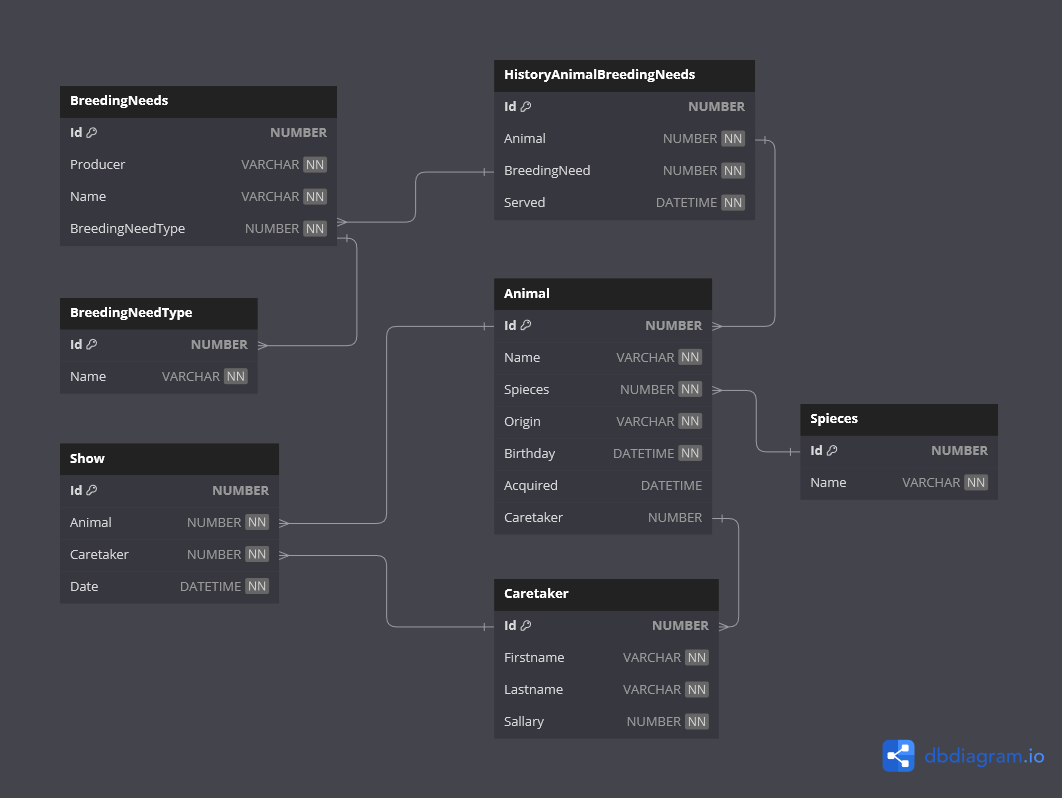 BreedingNeeds
Id NUMBER
Producer VARCHAR NN
Name VARCHAR NN
BreedingNeedType NUMBER NN
HistoryAnimalBreedingNeeds
Id NUMBER
Animal NUMBER NN
BreedingNeed NUMBER NN
Served DATETIME NN
BreedingNeedType
Id NUMBER
Name VARCHAR NN
Animal
Id NUMBER
Name VARCHAR NN
Spieces NUMBER NN
Origin VARCHAR NN
Birthday DATETIME NN
Acquired DATETIME
Caretaker NUMBER
Spieces
Id NUMBER
Name VARCHAR NN
Show
Id NUMBER
Animal NUMBER NN
Caretaker NUMBER NN
Date DATETIME NN
Caretaker
Id NUMBER
Firstname VARCHAR NN
Lastname VARCHAR NN
Sallary NUMBER NN
dbdiagram.io